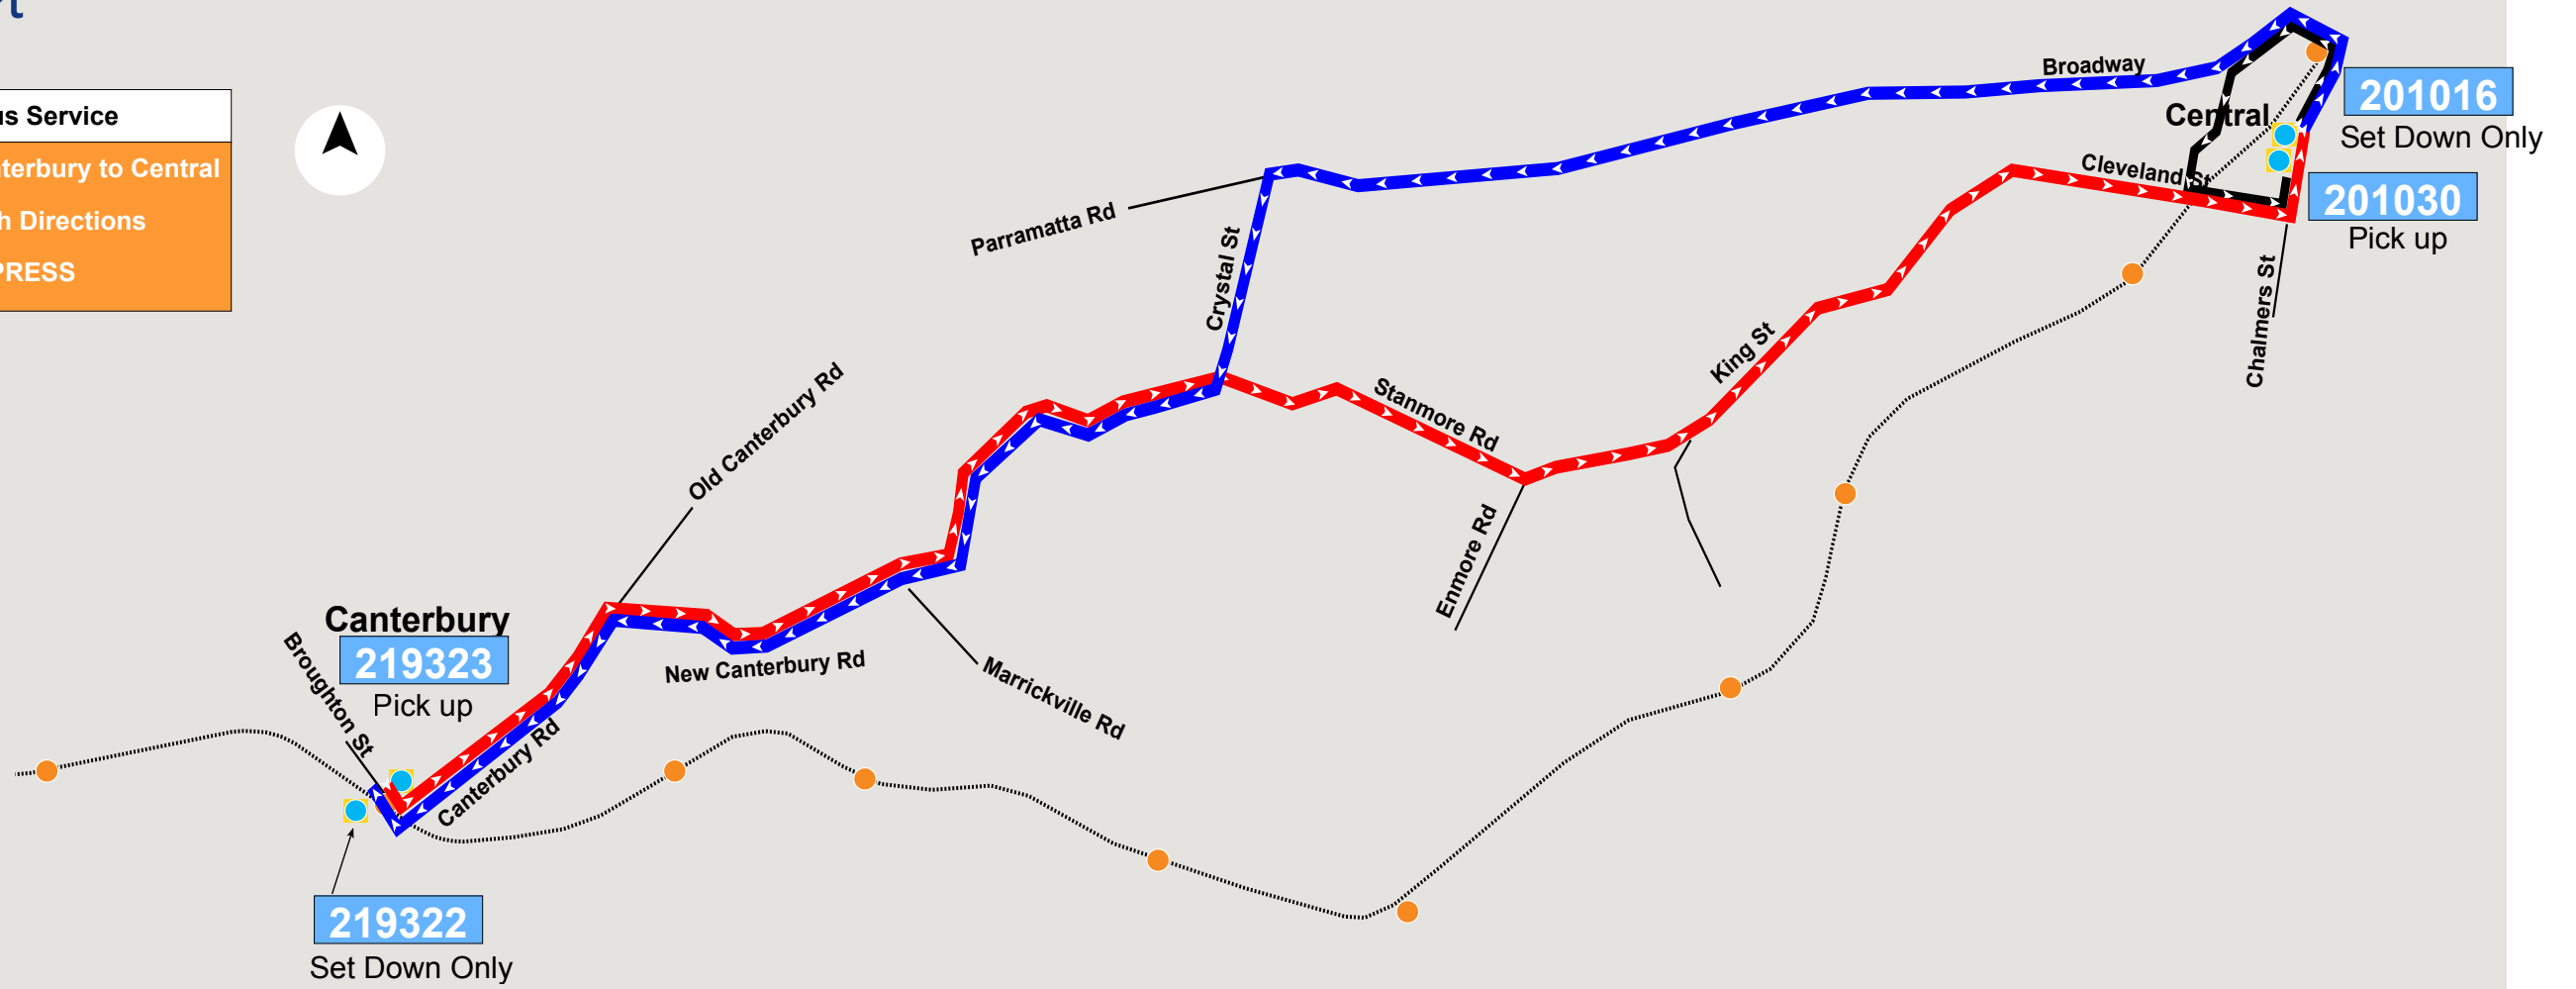 us Service
nterbury to Central
h Directions
PRESS
Broadway
201016
Set Down Only
Central
Cleveland St
201030
Pick up
Chalmers St
Parramatta Rd
Crystal St
King St
Stanmore Rd
Old Canterbury Rd
Enmore Rd
Canterbury
219323
Pick up
Broughton St
New Canterbury Rd
Marrickville Rd
Canterbury Rd
219322
Set Down Only